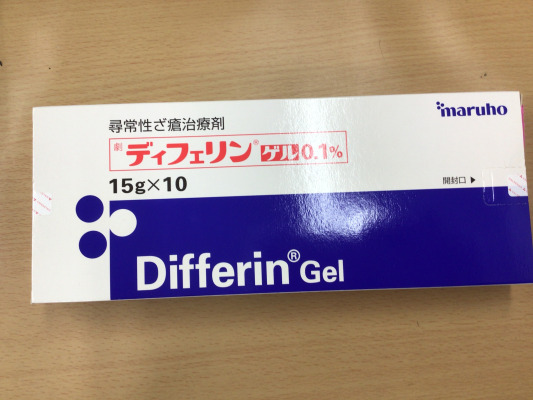 maruho
尋常性ざ瘡治療剤
劇 ディフェリン® ゲル0.1%
15g×10
開封口 ▶
Differin® Gel